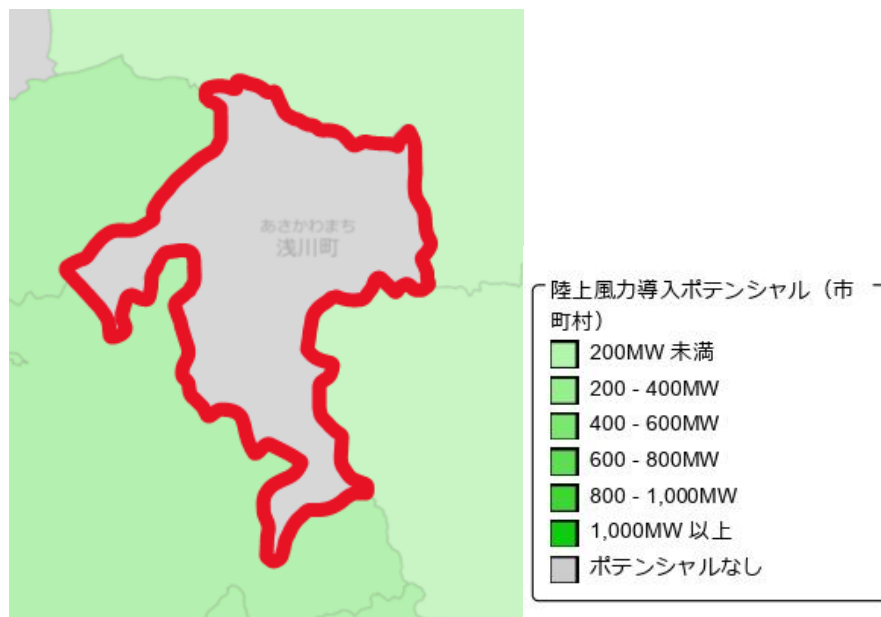 あさかわまち
浅川町
陸上風力導入ポテンシャル（市
町村）
200MW 未満
200 - 400MW
400 - 600MW
600 - 800MW
800 - 1,000MW
1,000MW 以上
ポテンシャルなし